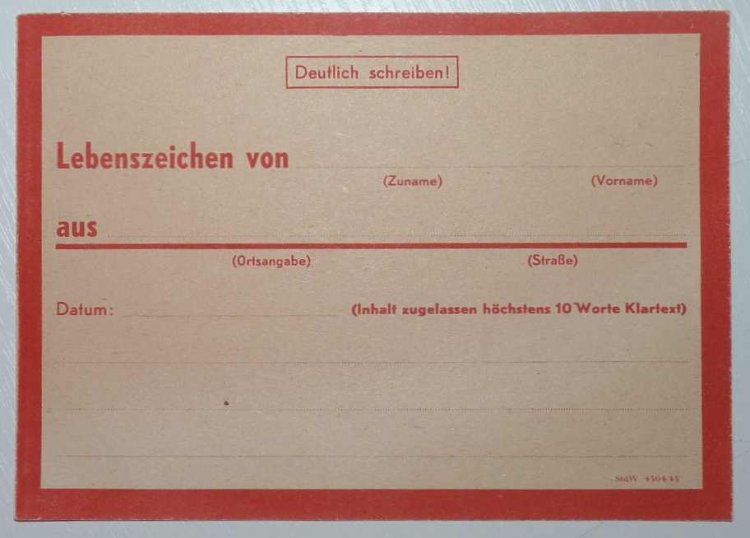 Deutlich schreiben!
Lebenszeichen von
(Zuname) (Vorname)
aus
(Ortsangabe) (Straße)
Datum: (Inhalt zugelassen höchstens 10 Worte Klartext)